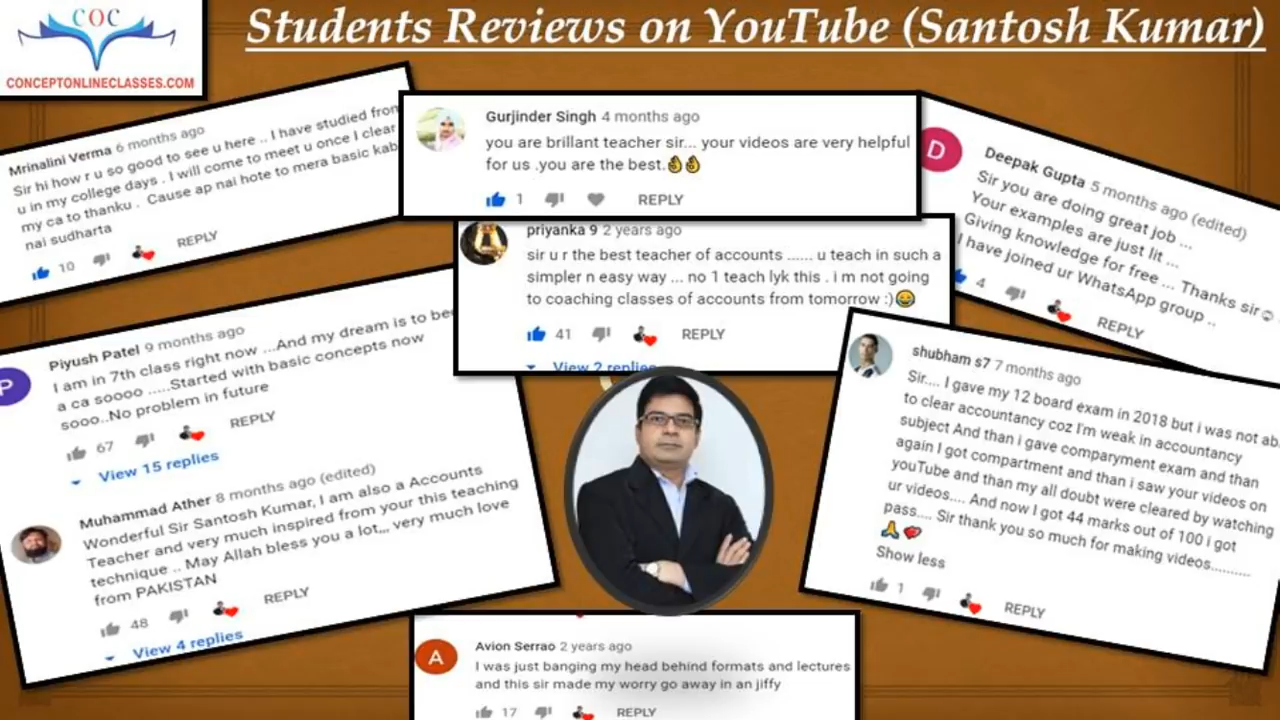 COC
CONCEPTONLINECLASSES.COM
Students Reviews on YouTube (Santosh Kumar)
Mrinalini Verma 6 months ago
Sir hi how r u so good to see u here .. I have studied from
u in my college days . I will come to meet u once I clear
my ca to thanku . Cause ap nai hote to mera basic kab
nai sudharta
10 REPLY
Gurjinder Singh 4 months ago
you are brillant teacher sir... your videos are very helpful
for us .you are the best.👌👌
1 REPLY
D
Deepak Gupta 5 months ago (edited)
Sir you are doing great job ...
Your examples are just lit ...
Giving knowledge for free ... Thanks sir
I have joined ur WhatsApp group ..
4 REPLY
priyanka 9 2 years ago
sir u r the best teacher of accounts ...... u teach in such a
simpler n easy way ... no 1 teach lyk this . i m not going
to coaching classes of accounts from tomorrow :)😂
41 REPLY
View 2 replies
P
Piyush Patel 9 months ago
I am in 7th class right now ...And my dream is to
a ca soooo .....Started with basic concepts now
sooo..No problem in future
67 REPLY
View 15 replies
Muhammad Ather 8 months ago (edited)
Wonderful Sir Santosh Kumar, I am also a Accounts
Teacher and very much inspired from your this teaching
technique .. May Allah bless you a lot,,, very much love
from PAKISTAN
48 REPLY
View 4 replies
shubham s7 7 months ago
Sir.... I gave my 12 board exam in 2018 but i was not
to clear accountancy coz I'm weak in accountancy
subject And than i gave comparyment exam and than
again I got compartment and than i saw your videos on
youTube and than my all doubt were cleared by watching
ur videos.... And now I got 44 marks out of 100 i got
pass.... Sir thank you so much for making videos..........
🙏💖
Show less
1 REPLY
A
Avion Serrao 2 years ago
I was just banging my head behind formats and lectures
and this sir made my worry go away in an jiffy
17 REPLY